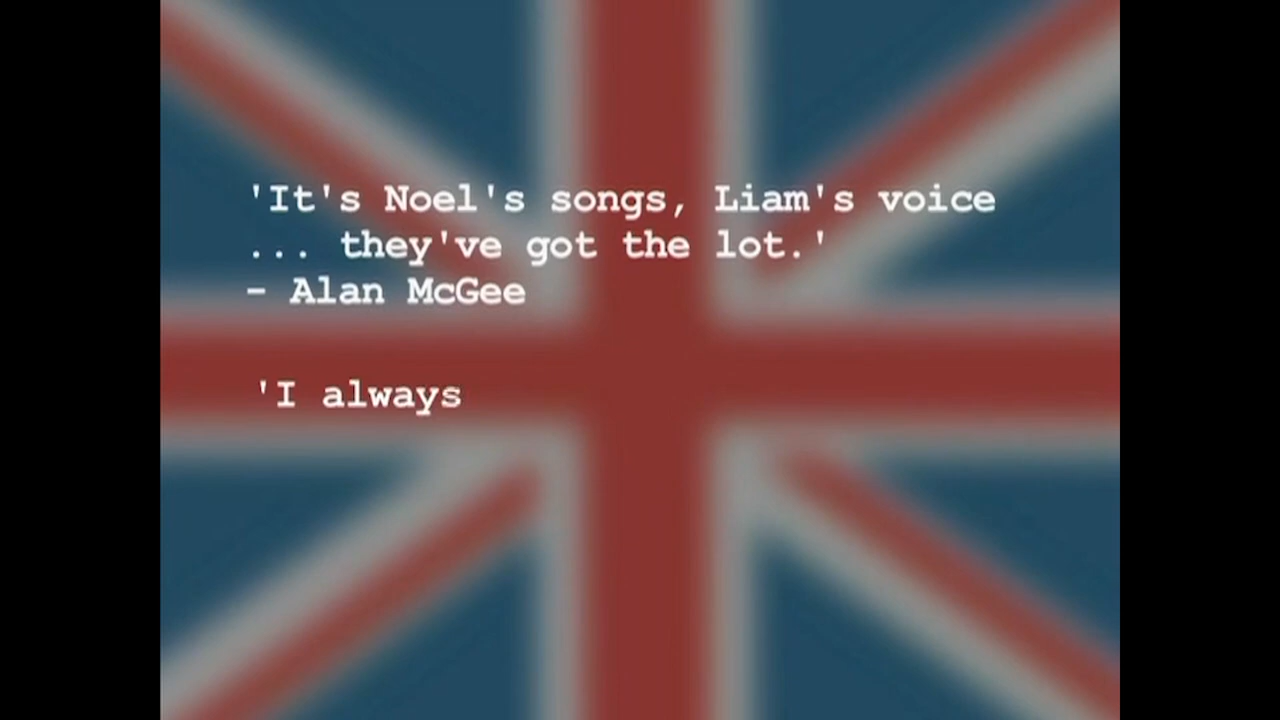 'It's Noel's songs, Liam's voice
... they've got the lot.'
- Alan McGee
'I always